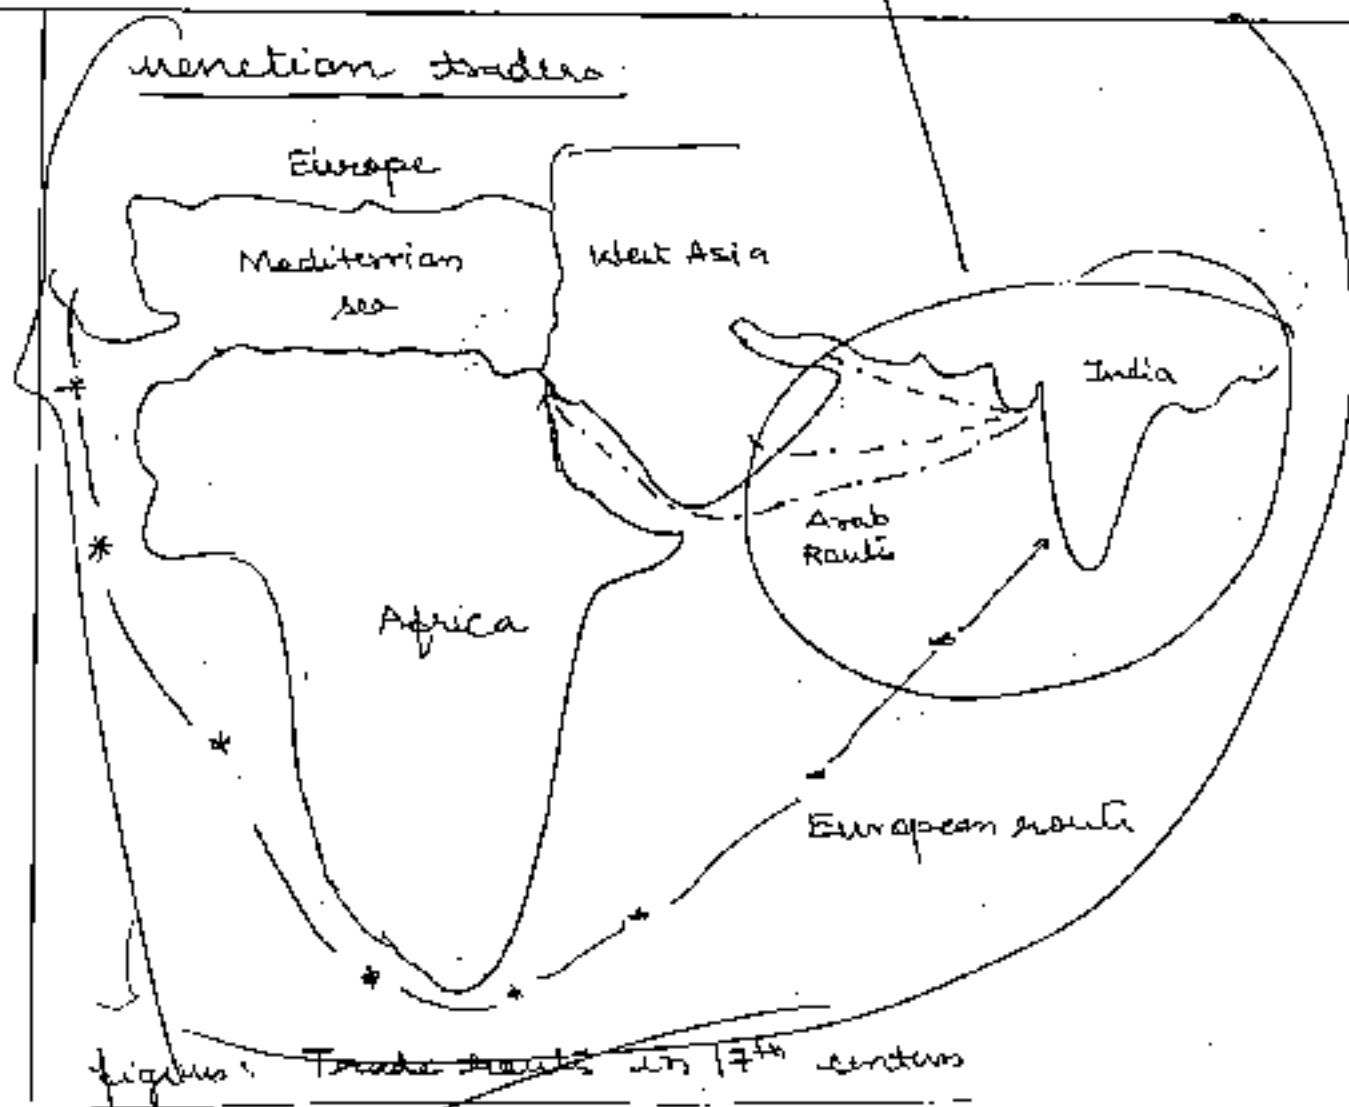 venetian traders
Europe
Mediterrian
sea
West Asia
India
Arab
Route
Africa
European route
figure: Trade routs in 17th century